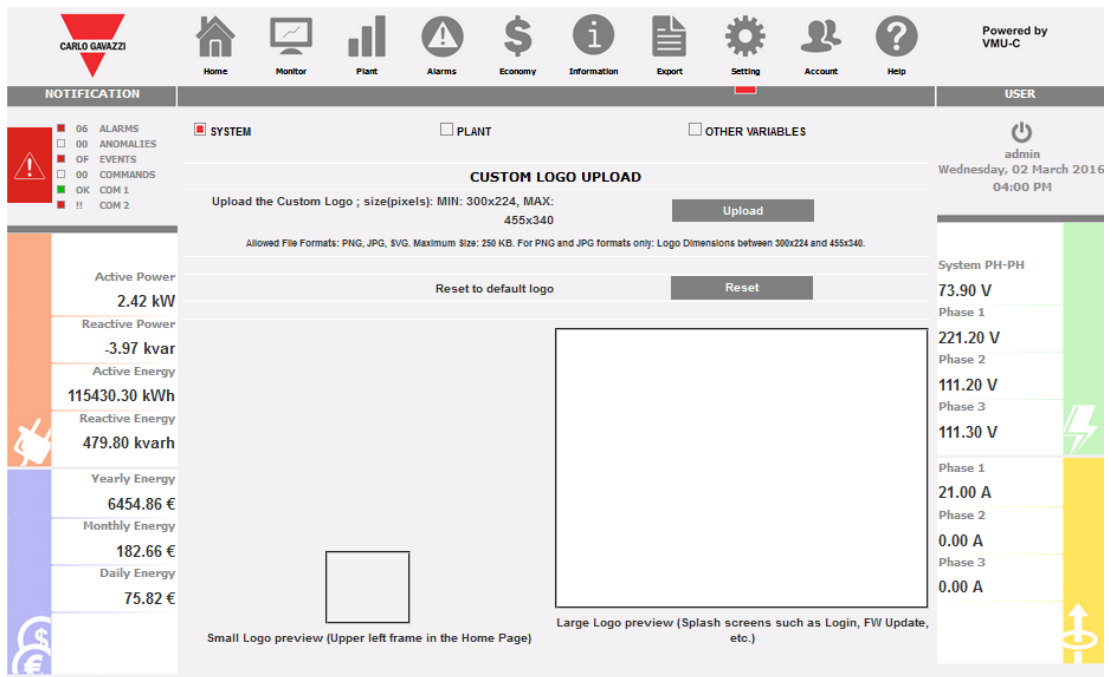 CARLO GAVAZZI
Home
Monitor
Plant
Alarms
Economy
Information
Export
Setting
Account
Help
Powered by
VMU-C
NOTIFICATION
USER
06 ALARMS
00 ANOMALIES
OF EVENTS
00 COMMANDS
OK COM 1
!! COM 2
SYSTEM
PLANT
OTHER VARIABLES
admin
Wednesday, 02 March 2016
04:00 PM
CUSTOM LOGO UPLOAD
Upload the Custom Logo ; size(pixels): MIN: 300x224, MAX:
455x340
Upload
Allowed File Formats: PNG, JPG, SVG. Maximum Size: 250 KB. For PNG and JPG formats only: Logo Dimensions between 300x224 and 455x340.
Reset to default logo
Reset
Active Power
2.42 kW
Reactive Power
-3.97 kvar
Active Energy
115430.30 kWh
Reactive Energy
479.80 kvarh
Yearly Energy
6454.86 €
Monthly Energy
182.66 €
Daily Energy
75.82 €
Small Logo preview (Upper left frame in the Home Page)
Large Logo preview (Splash screens such as Login, FW Update,
etc.)
System PH-PH
73.90 V
Phase 1
221.20 V
Phase 2
111.20 V
Phase 3
111.30 V
Phase 1
21.00 A
Phase 2
0.00 A
Phase 3
0.00 A